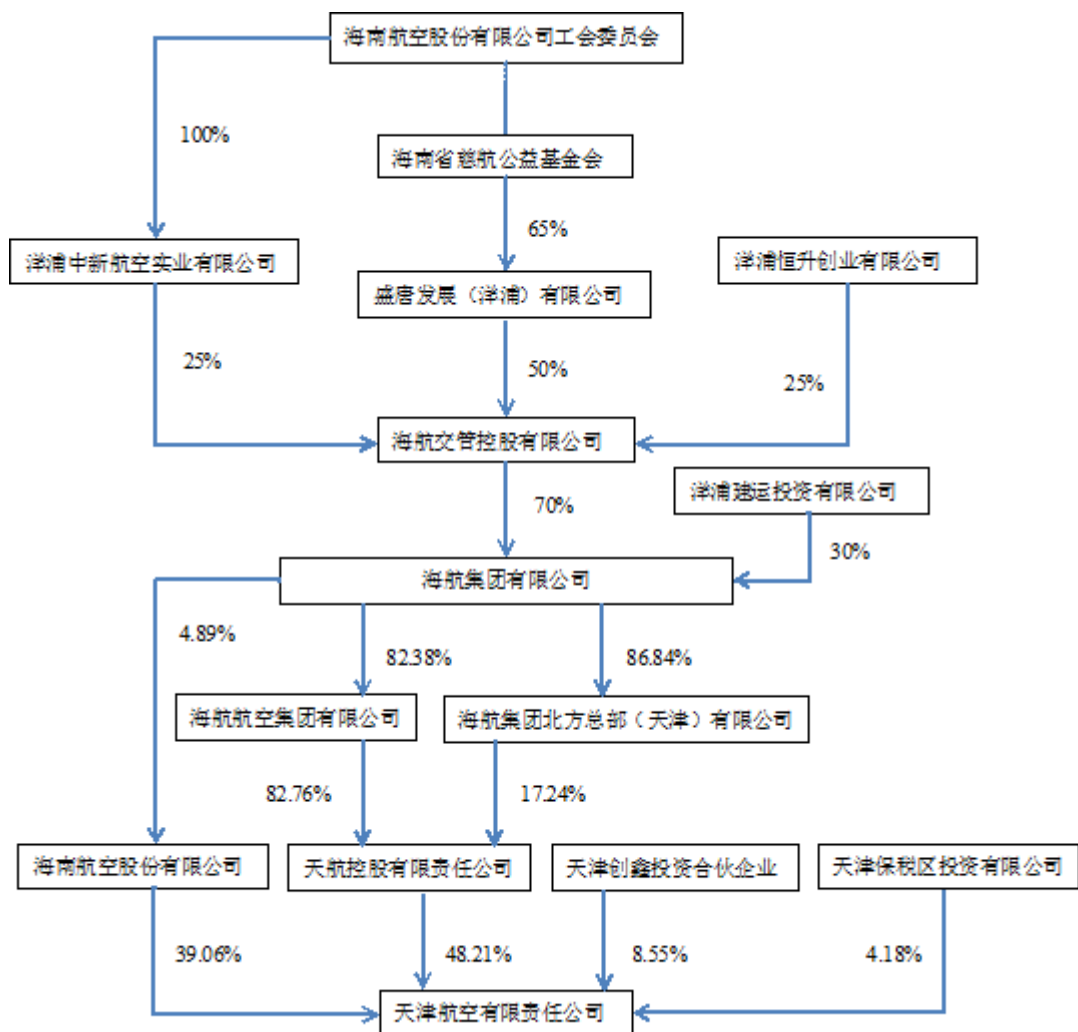 海南航空股份有限公司工会委员会
100%
海南省慈航公益基金会
65%
洋浦中新航空实业有限公司
洋浦恒升创业有限公司
盛唐发展（洋浦）有限公司
25%
50%
25%
海航交管控股有限公司
洋浦建运投资有限公司
70%
30%
海航集团有限公司
4.89%
82.38%
86.84%
海航航空集团有限公司
海航集团北方总部（天津）有限公司
82.76%
17.24%
海南航空股份有限公司
天航控股有限责任公司
天津创鑫投资合伙企业
天津保税区投资有限公司
39.06%
48.21%
8.55%
4.18%
天津航空有限责任公司